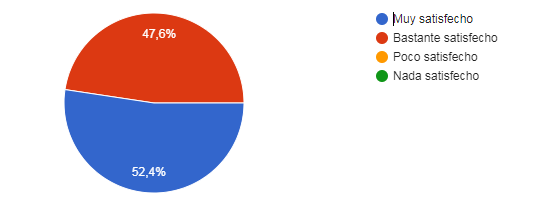 47,6%
52,4%
Muy satisfecho
Bastante satisfecho
Poco satisfecho
Nada satisfecho